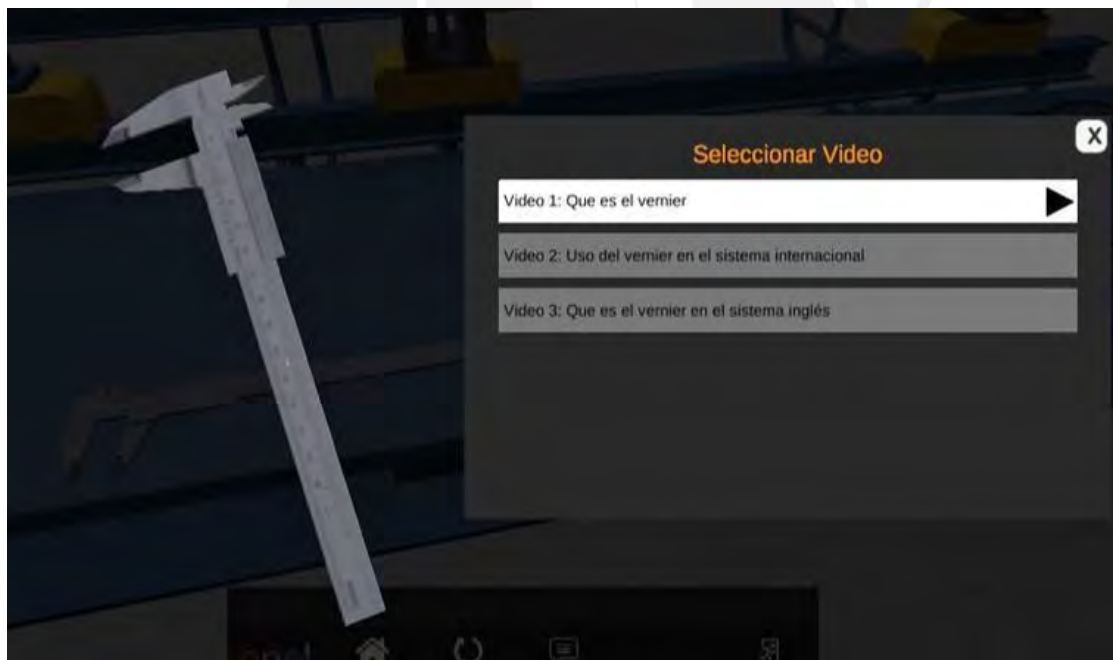 Seleccionar Video
X
Video 1: Que es el vernier
Video 2: Uso del vernier en el sistema internacional
Video 3: Que es el vernier en el sistema inglés